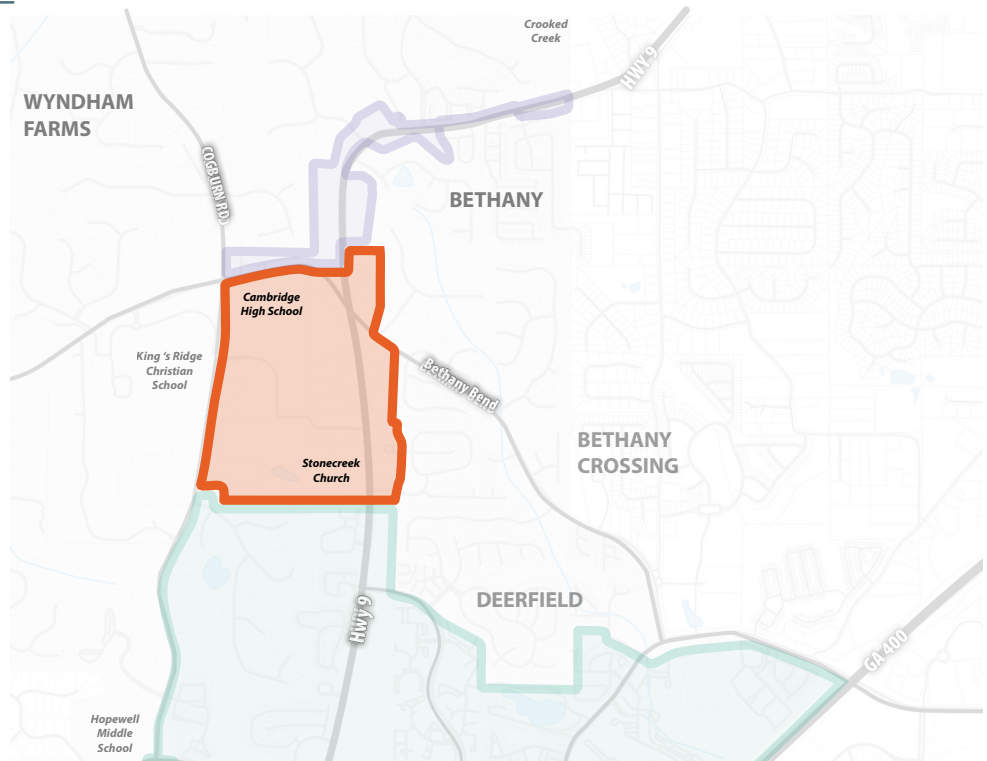 Crooked
Creek
HWY 9
WYNDHAM
FARMS
COGBURN RD
BETHANY
Cambridge
High School
King 's Ridge
Christian
School
Bethany Bend
BETHANY
CROSSING
Stonecreek
Church
DEERFIELD
Hwy 9
GA 400
Hopewell
Middle
School